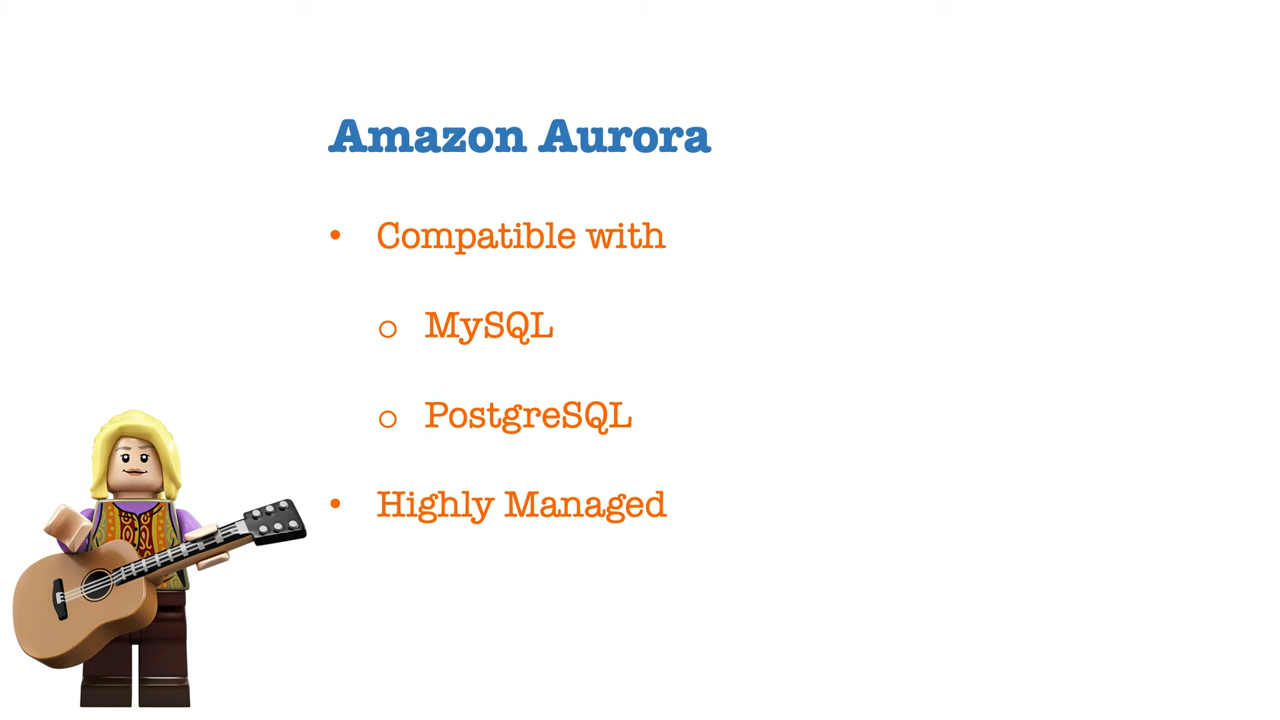 Amazon Aurora
• Compatible with
o MySQL
o PostgreSQL
• Highly Managed